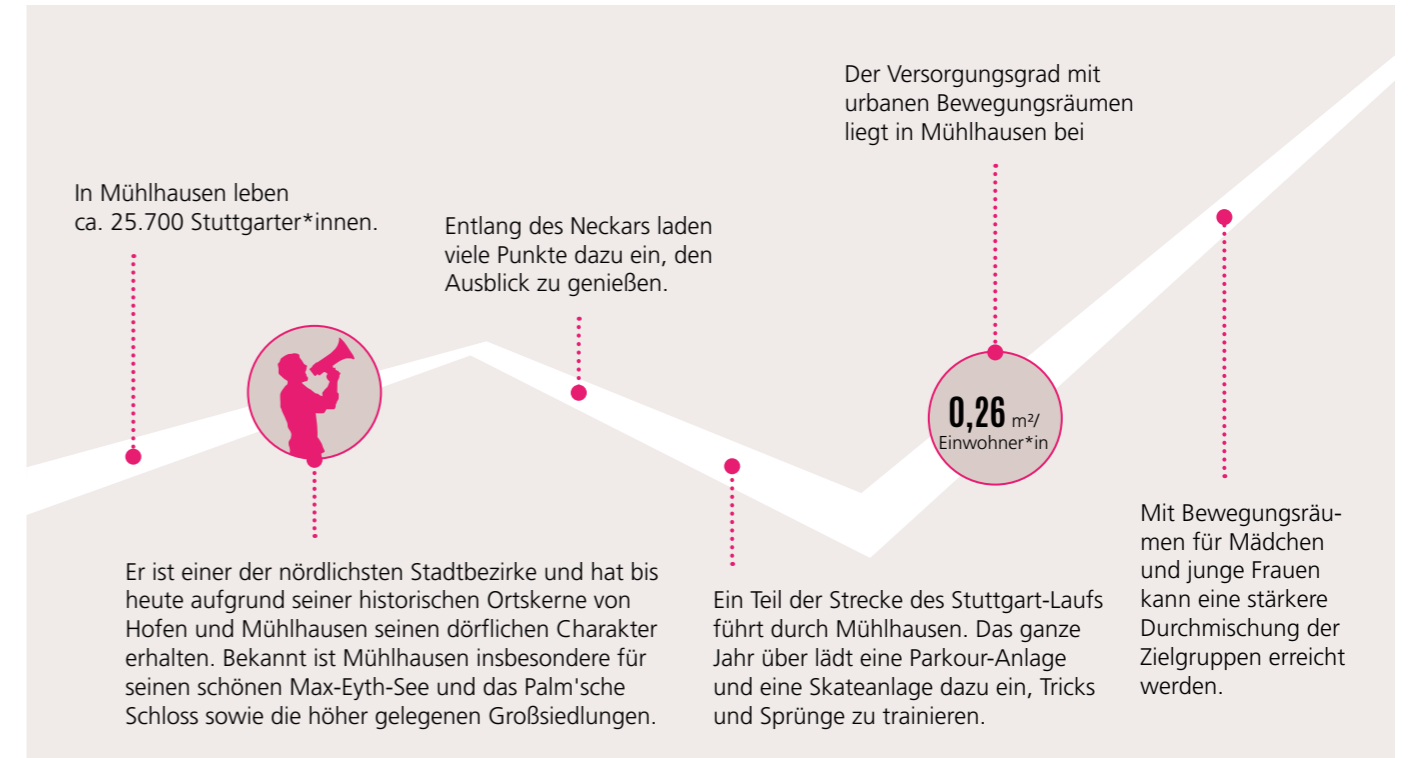 In Mühlhausen leben
ca. 25.700 Stuttgarter*innen.
Er ist einer der nördlichsten Stadtbezirke und hat bis
heute aufgrund seiner historischen Ortskerne von
Hofen und Mühlhausen seinen dörflichen Charakter
erhalten. Bekannt ist Mühlhausen insbesondere für
seinen schönen Max-Eyth-See und das Palm'sche
Schloss sowie die höher gelegenen Großsiedlungen.
Entlang des Neckars laden
viele Punkte dazu ein, den
Ausblick zu genießen.
Ein Teil der Strecke des Stuttgart-Laufs
führt durch Mühlhausen. Das ganze
Jahr über lädt eine Parkour-Anlage
und eine Skateanlage dazu ein, Tricks
und Sprünge zu trainieren.
Der Versorgungsgrad mit
urbanen Bewegungsräumen
liegt in Mühlhausen bei
0,26 m²/
Einwohner*in
Mit Bewegungsräu-
men für Mädchen
und junge Frauen
kann eine stärkere
Durchmischung der
Zielgruppen erreicht
werden.